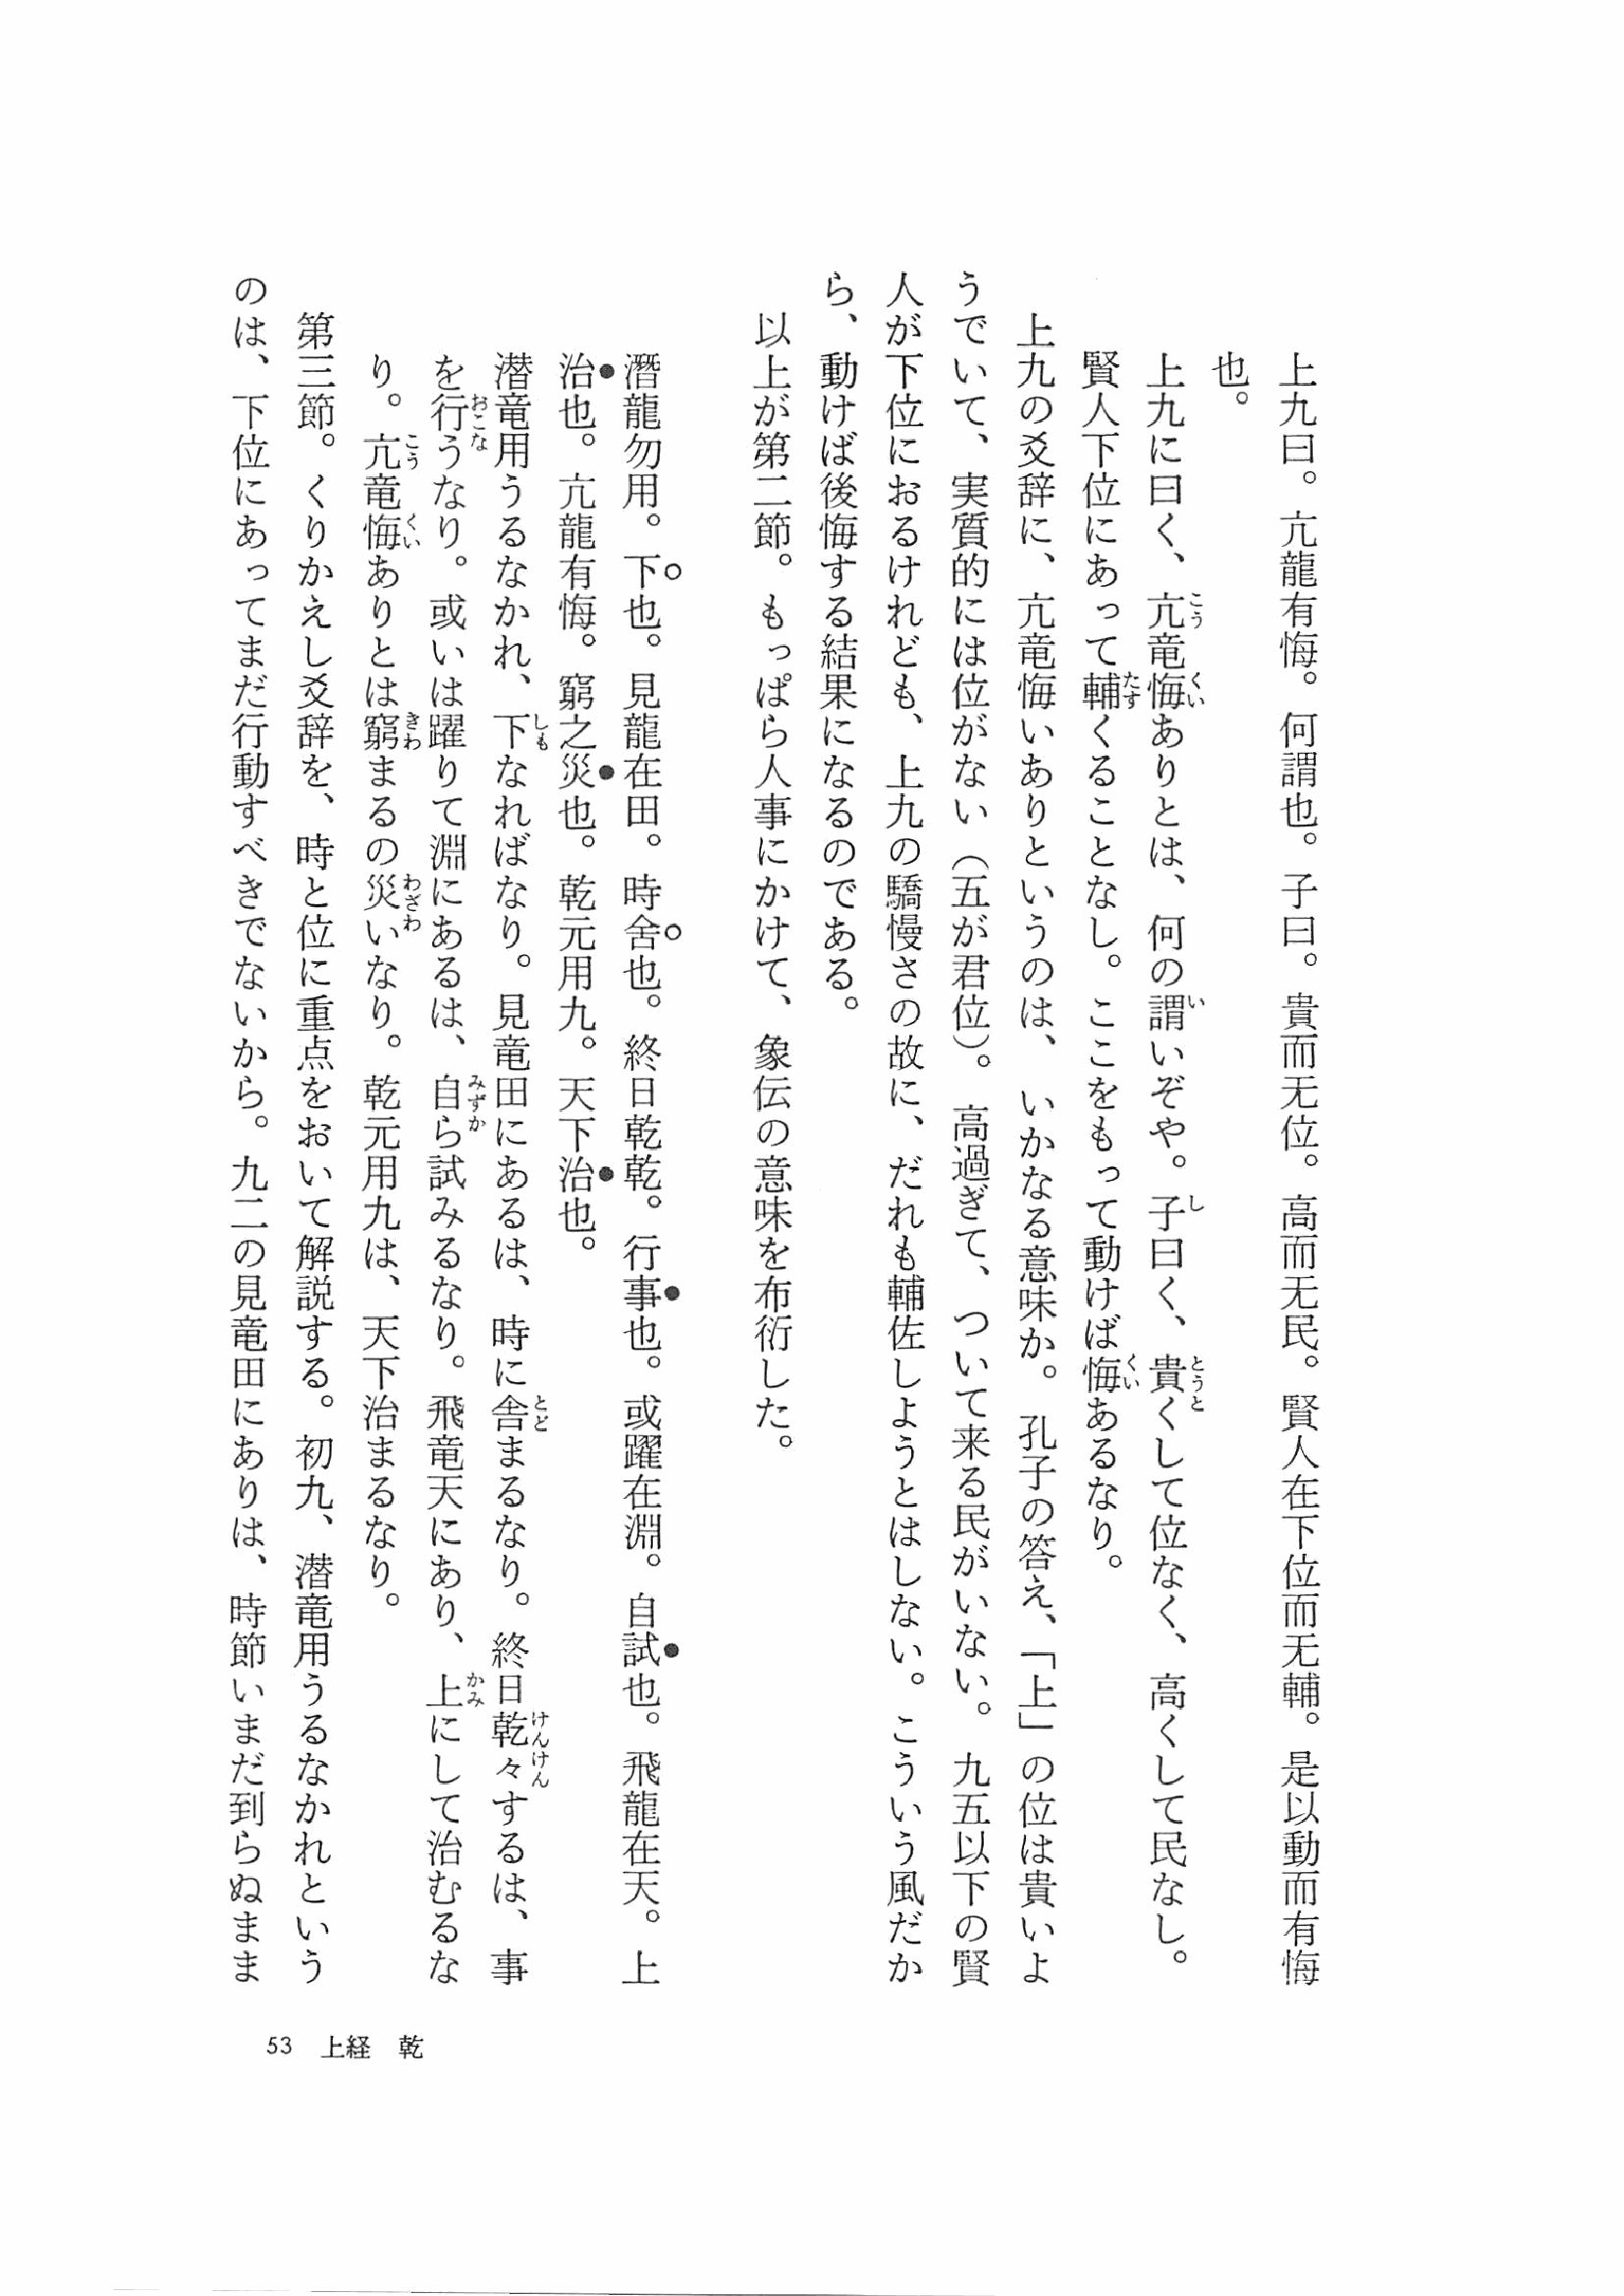 上九曰。亢龍有悔。何謂也。子曰。貴而无位。高而无民。賢人在下位而无輔。是以動而有悔
也。
上九に曰く、亢竜悔ありとは、何の謂いぞや。子曰く、貴くして位なく、高くして民なし。
賢人下位にあって輔くることなし。ここをもって動けば悔あるなり。
上九の爻辞に、亢竜悔いありというのは、いかなる意味か。孔子の答え、「上」の位は貴いよ
うでいて、実質的には位がない（五が君位）。高過ぎて、ついて来る民がいない。九五以下の賢
人が下位におるけれども、上九の驕慢さの故に、だれも輔佐しようとはしない。こういう風だか
ら、動けば後悔する結果になるのである。
以上が第二節。もっぱら人事にかけて、象伝の意味を布衍した。
潛龍勿用。下也。見龍在田。時舍也。終日乾乾。行事也。或躍在淵。自試也。飛龍在天。上
治也。亢龍有悔。窮之災也。乾元用九。天下治也。
潜竜用うるなかれ、下なればなり。見竜田にあるは、時に舎まるなり。終日乾々するは、事
を行うなり。或いは躍りて淵にあるは、自ら試みるなり。飛竜天にあり、上にして治むるな
り。亢竜悔ありとは窮まるの災いなり。乾元用九は、天下治まるなり。
第三節。くりかえし爻辞を、時と位に重点をおいて解説する。初九、潜竜用うるなかれという
のは、下位にあってまだ行動すべきでないから。九二の見竜田にありは、時節いまだ到らぬまま
53 上経 乾